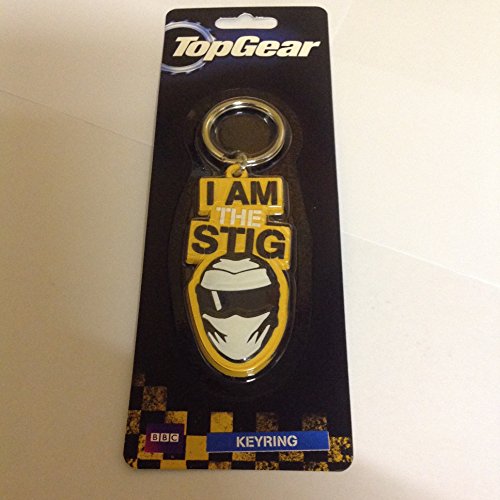 TopGear
I AM
THE
STIG
BBC
KEYRING